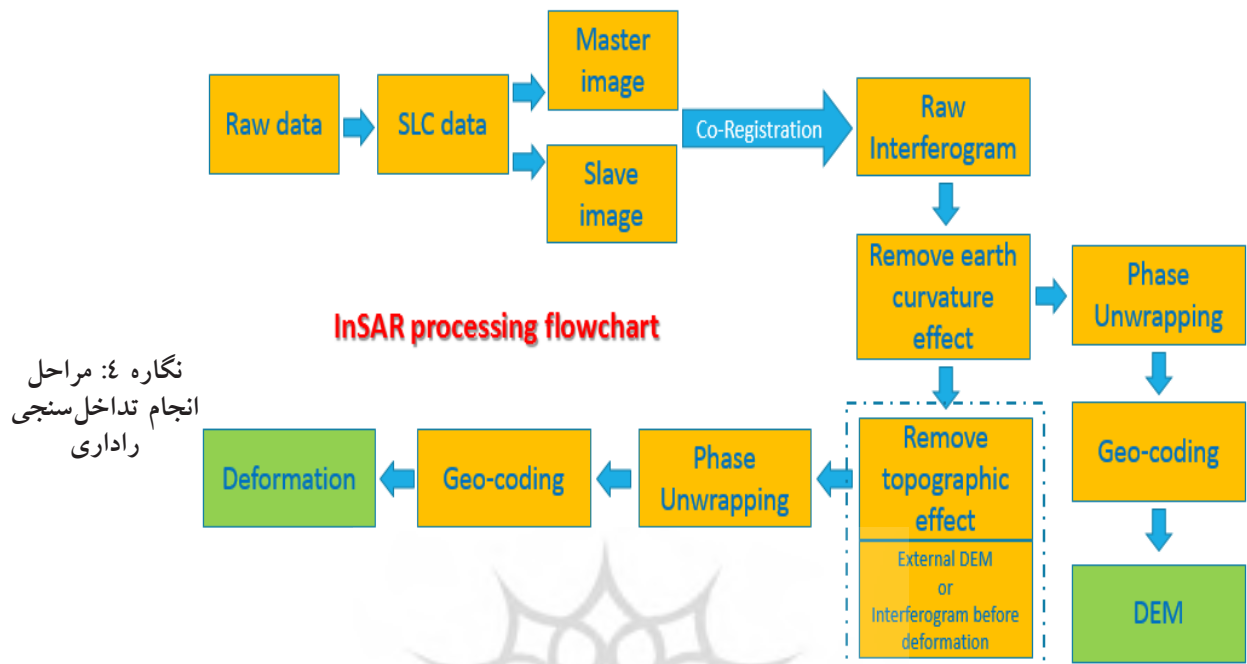 Raw data
SLC data
Master
image
Slave
image
Co-Registration
Raw
Interferogram
Remove earth
curvature
effect
Phase
Unwrapping
Geo-coding
DEM
InSAR processing flowchart
نگاره ٤: مراحل
انجام تداخل‌سنجی
راداری
Remove
topographic
effect
External DEM
or
Interferogram before
deformation
Phase
Unwrapping
Geo-coding
Deformation